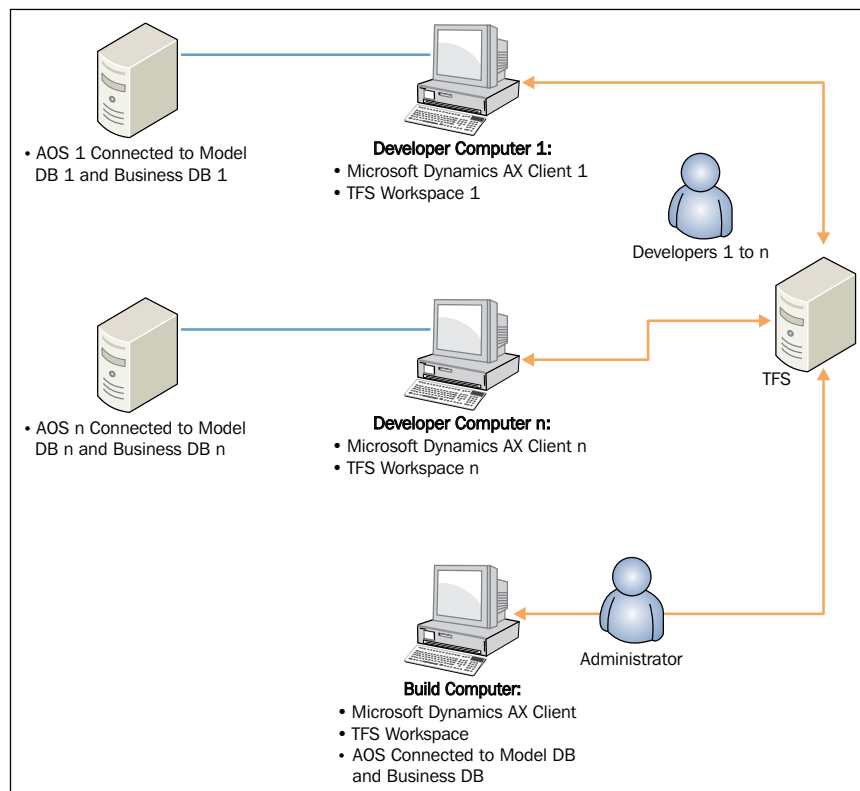 • AOS 1 Connected to Model
DB 1 and Business DB 1
Developer Computer 1:
• Microsoft Dynamics AX Client 1
• TFS Workspace 1
Developers 1 to n
TFS
• AOS n Connected to Model
DB n and Business DB n
Developer Computer n:
• Microsoft Dynamics AX Client n
• TFS Workspace n
Administrator
Build Computer:
• Microsoft Dynamics AX Client
• TFS Workspace
• AOS Connected to Model DB
and Business DB